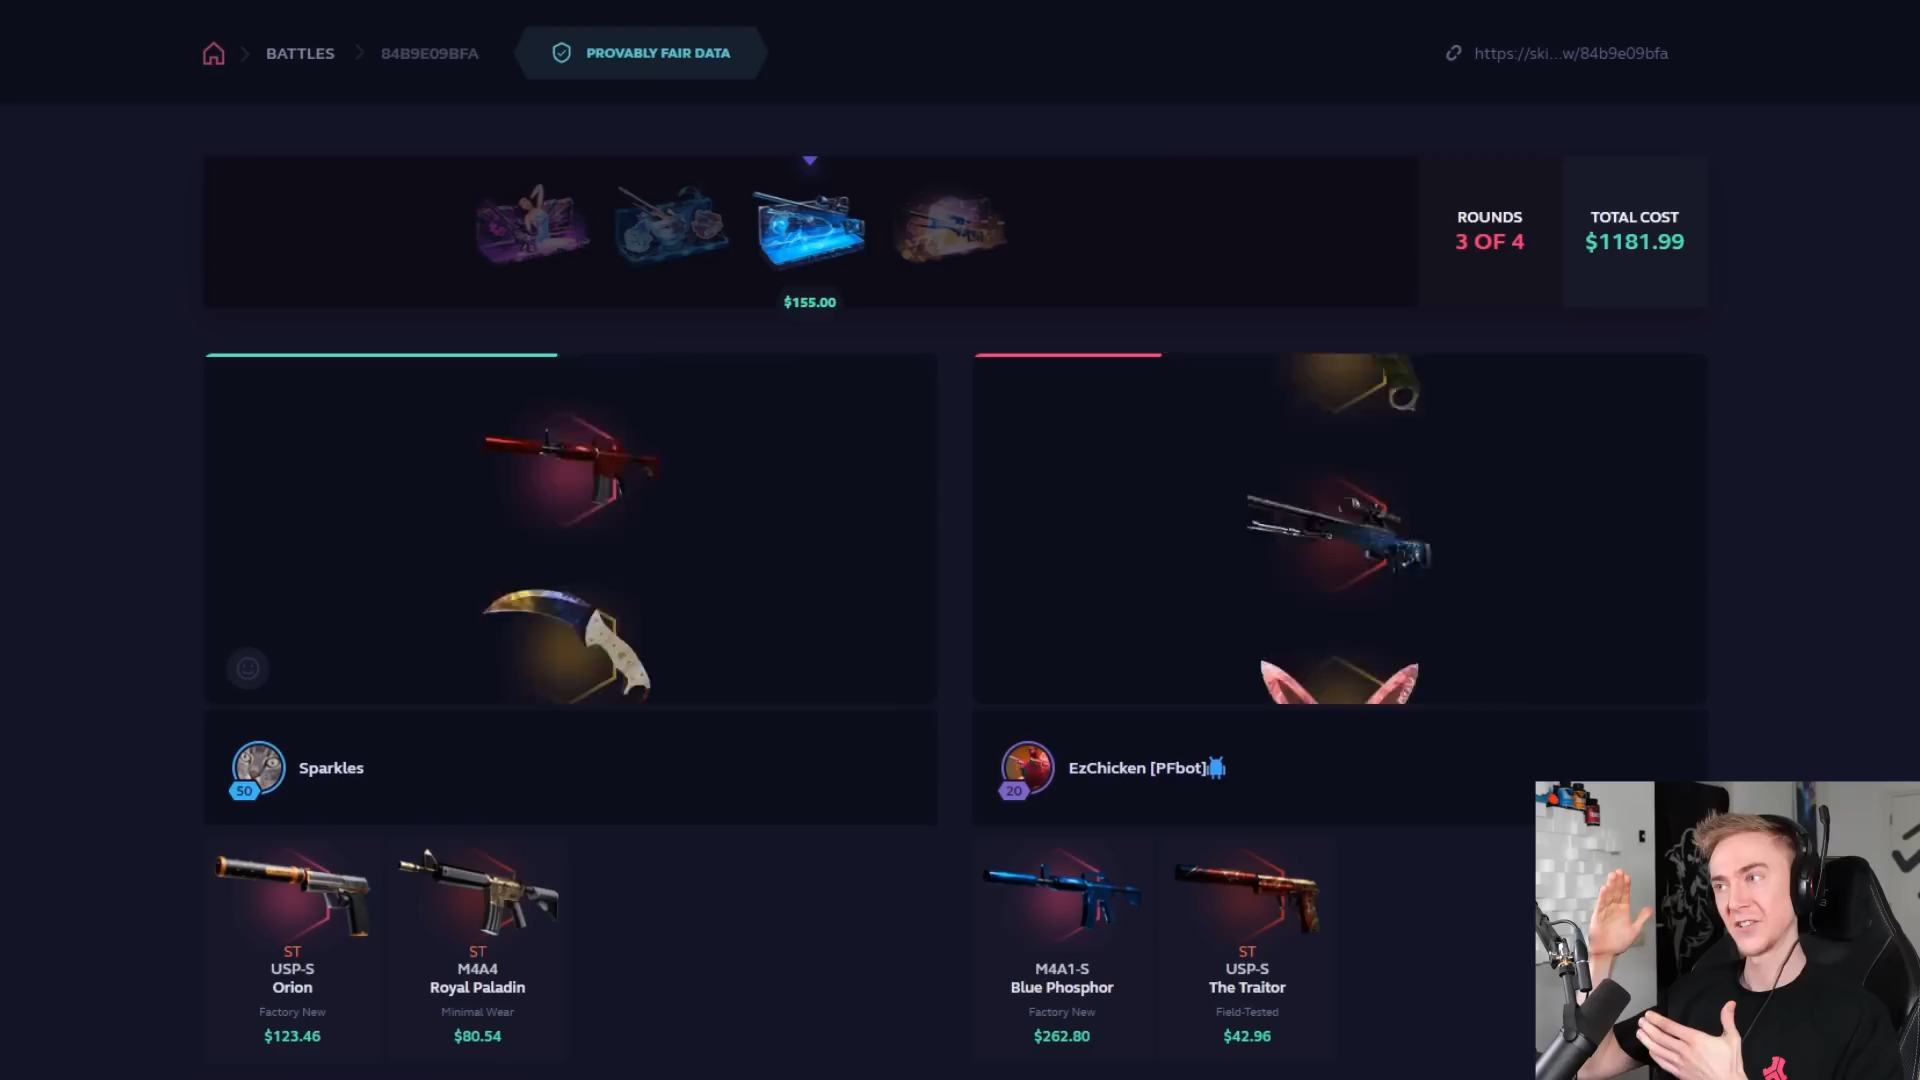 BATTLES
84B9E09BFA
PROVABLY FAIR DATA
https://ski...w/84b9e09bfa
ROUNDS
3 OF 4
TOTAL COST
$1181.99
$155.00
50
Sparkles
20
EzChicken [PFbot]
ST
USP-S
Orion
Factory New
$123.46
ST
M4A4
Royal Paladin
Minimal Wear
$80.54
M4A1-S
Blue Phosphor
Factory New
$262.80
ST
USP-S
The Traitor
Field-Tested
$42.96